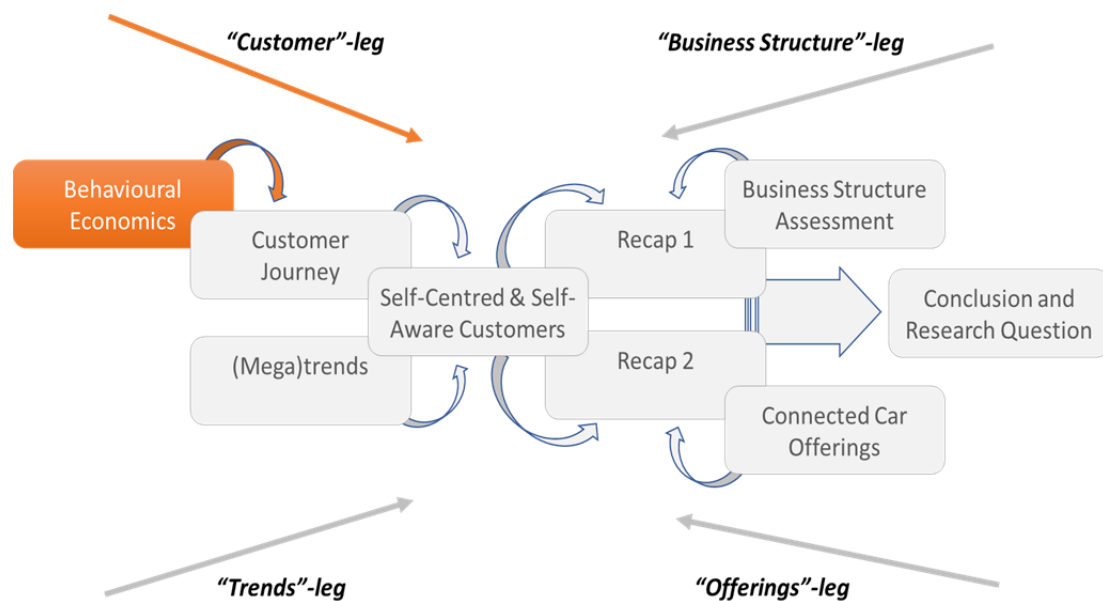 “Customer”-leg
“Business Structure”-leg
Behavioural
Economics
Customer
Journey
(Mega)trends
Self-Centred & Self-
Aware Customers
Recap 1
Recap 2
Business Structure
Assessment
Connected Car
Offerings
Conclusion and
Research Question
“Trends”-leg
“Offerings”-leg